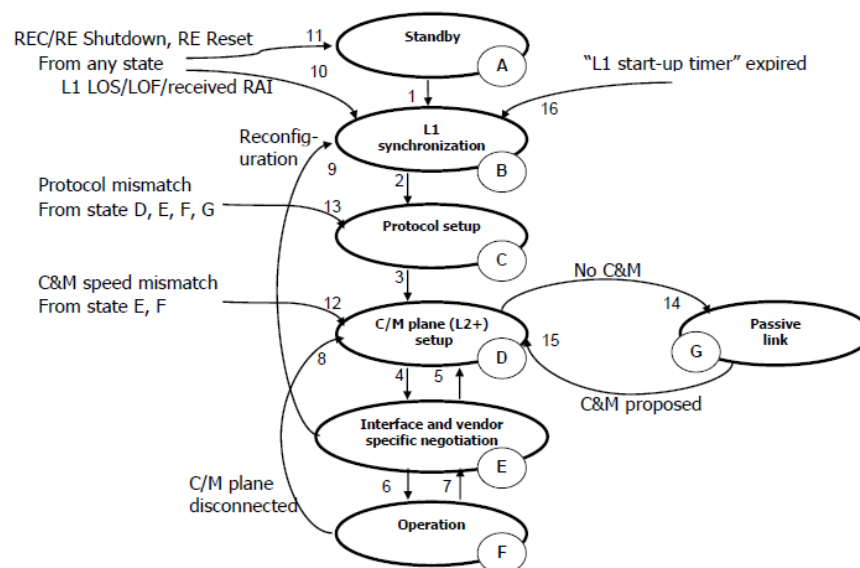 REC/RE Shutdown, RE Reset
From any state
L1 LOS/LOF/received RAI
11
10
Standby
A
"L1 start-up timer" expired
16
1
L1
synchronization
B
Reconfig-
uration
9
2
Protocol mismatch
From state D, E, F, G
13
Protocol setup
C
3
C&M speed mismatch
From state E, F
12
C/M plane (L2+)
setup
D
8
No C&M
14
15
Passive
link
G
C&M proposed
4
5
Interface and vendor
specific negotiation
E
C/M plane
disconnected
6
7
Operation
F